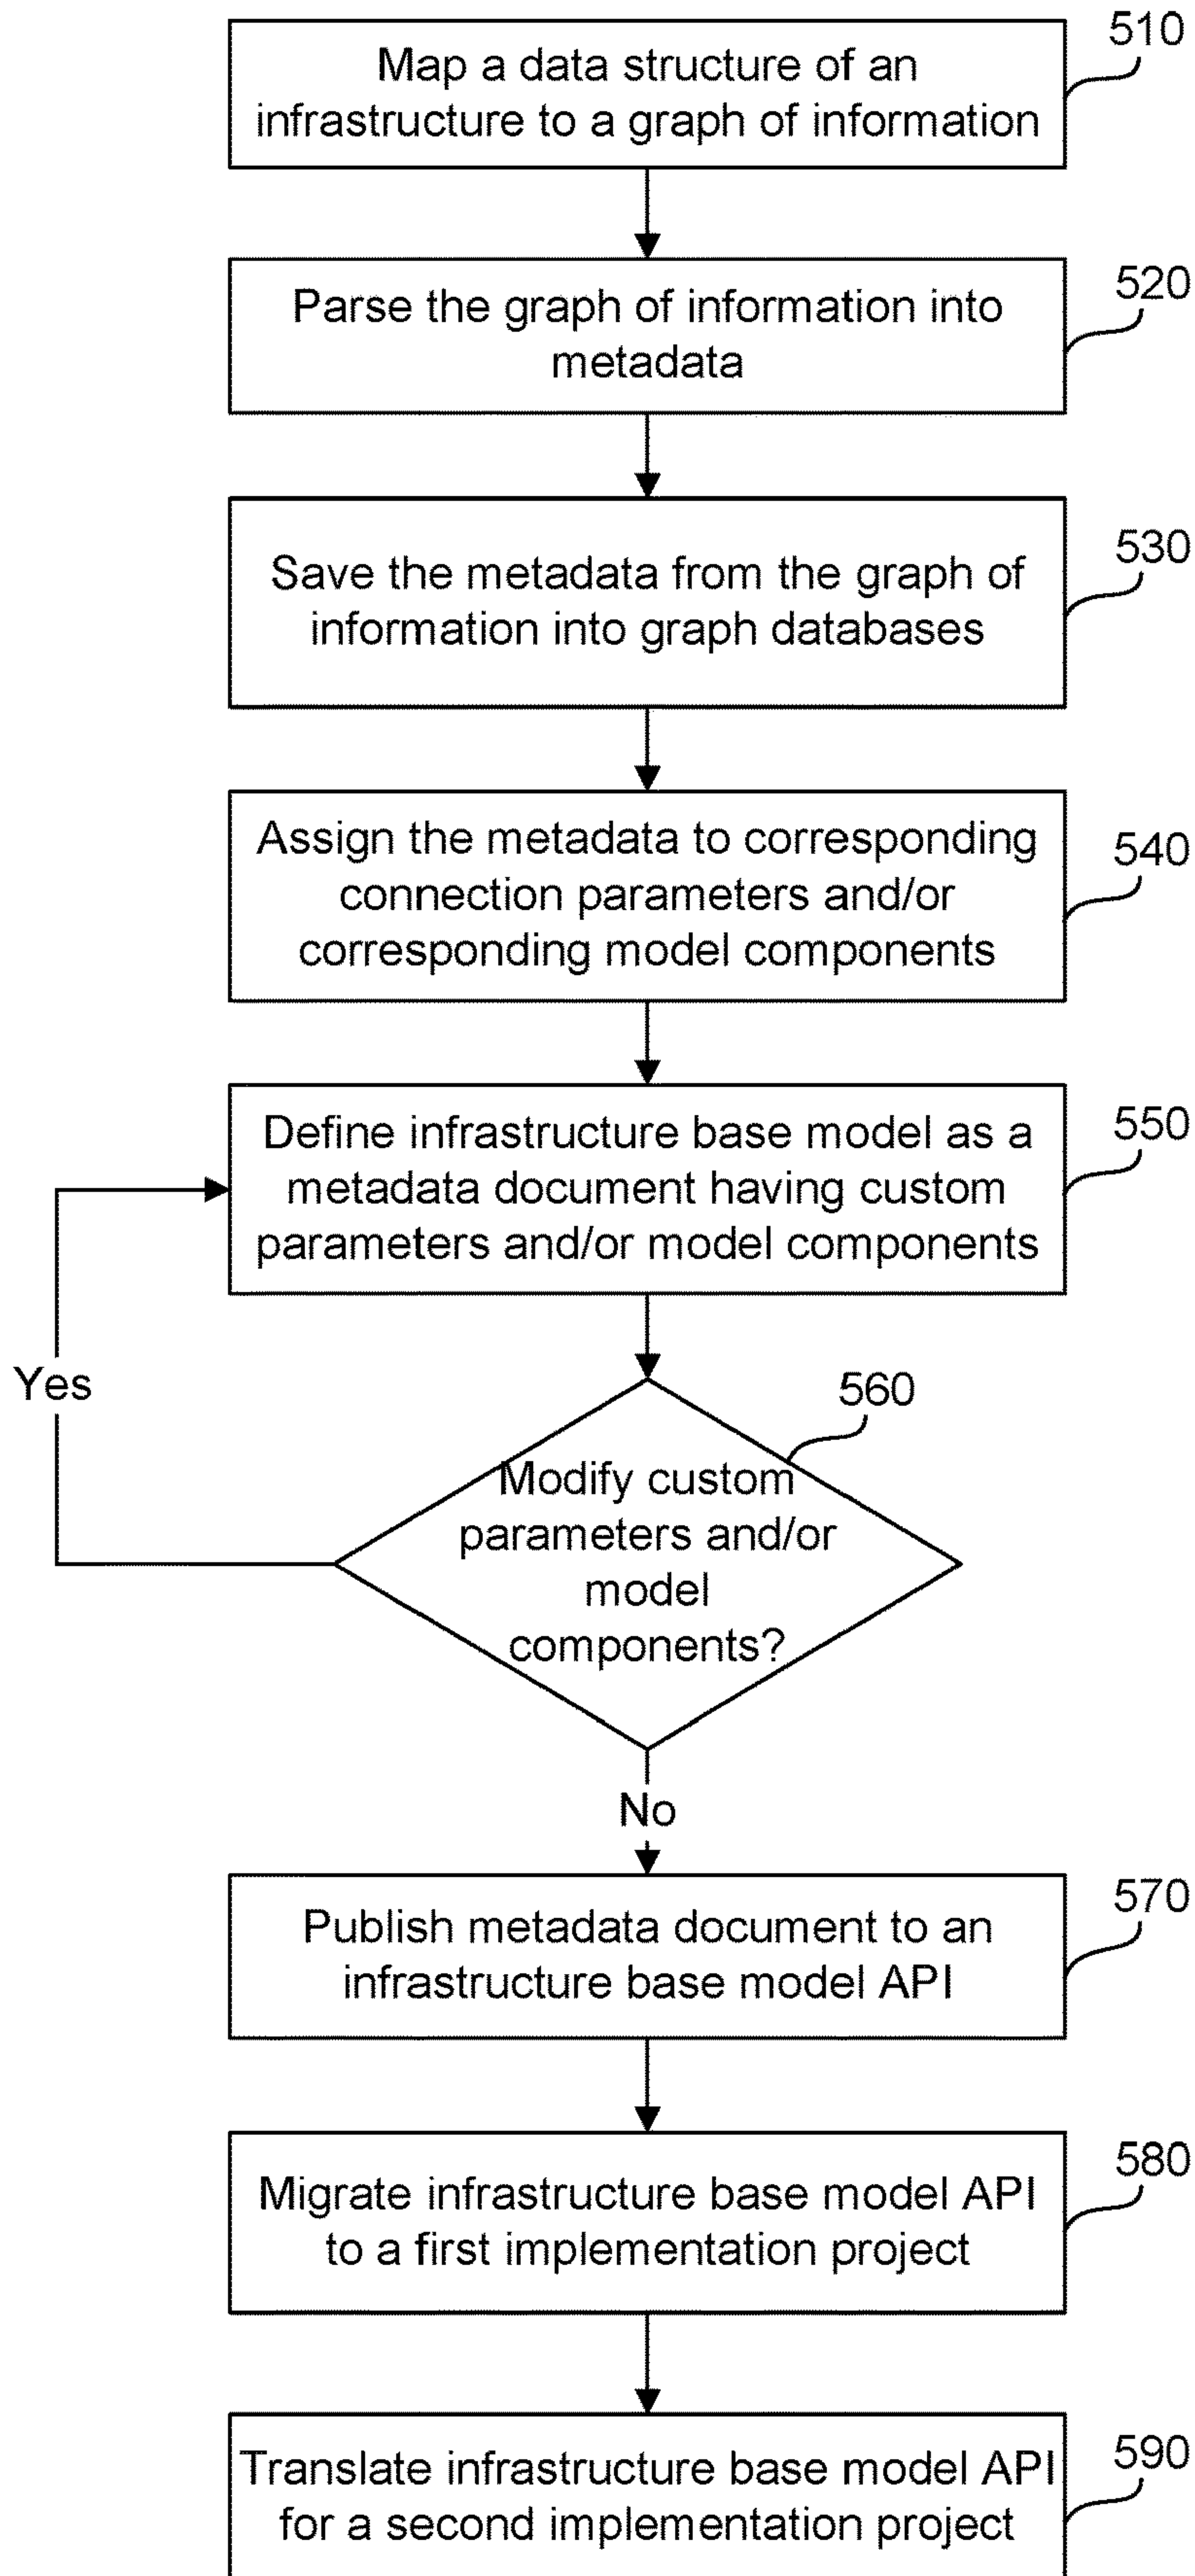 510
Map a data structure of an
infrastructure to a graph of information
520
Parse the graph of information into
metadata
530
Save the metadata from the graph of
information into graph databases
540
Assign the metadata to corresponding
connection parameters and/or
corresponding model components
550
Define infrastructure base model as a
metadata document having custom
parameters and/or model components
Yes
560
Modify custom
parameters and/or
model
components?
No
570
Publish metadata document to an
infrastructure base model API
580
Migrate infrastructure base model API
to a first implementation project
590
Translate infrastructure base model API
for a second implementation project